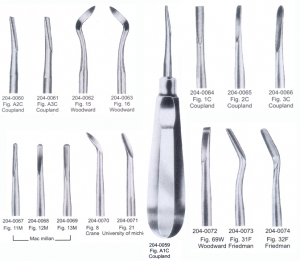 204-0060
Fig. A2C
Coupland
204-0061
Fig. A3C
Coupland
204-0062
Fig. 15
Woodward
204-0063
Fig. 16
Woodward
204-0064
Fig. 1C
Coupland
204-0065
Fig. 2C
Coupland
204-0066
Fig. 3C
Coupland
204-0067
Fig. 11M
204-0068
Fig. 12M
204-0069
Fig. 13M
Mac millan
204-0070
Fig. 8
Crane
204-0071
Fig. 21
University of mich
204-0059
Fig. A1C
Coupland
204-0072
Fig. 69W
Woodward
204-0073
Fig. 31F
Friedman
204-0074
Fig. 32F
Friedman